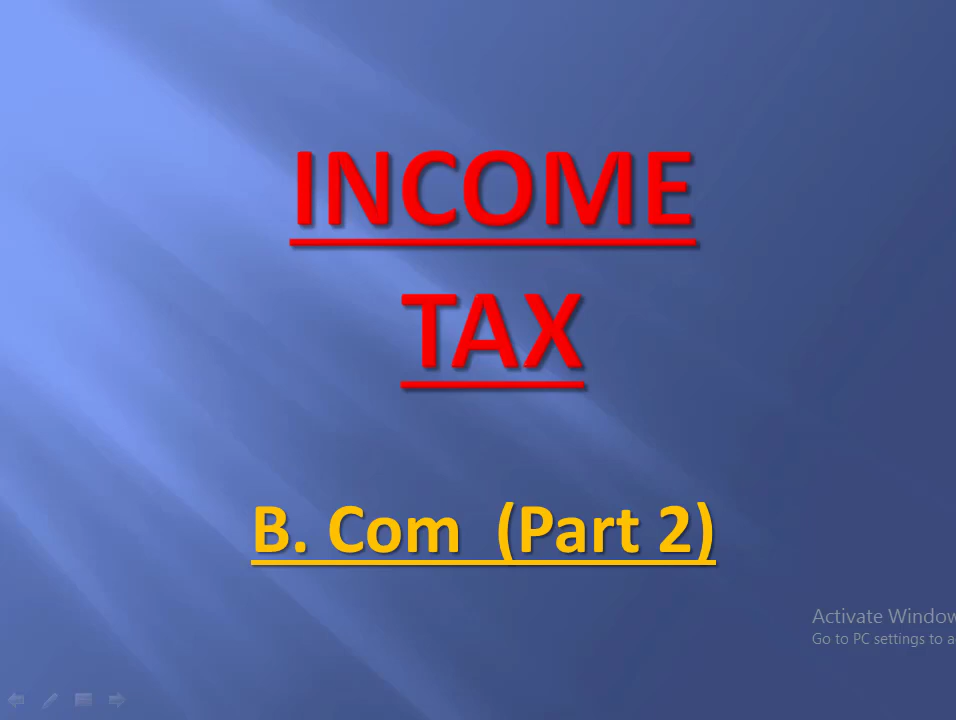 INCOME
TAX
B. Com (Part 2)
Activate Window
Go to PC settings to a